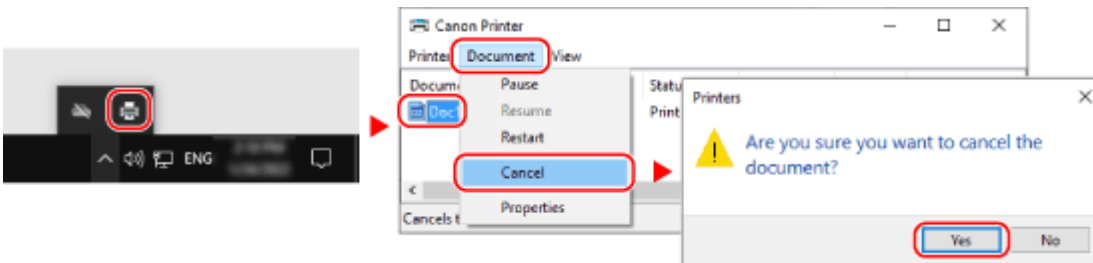 ENG
Canon Printer
Printer Document View
Docum Statu
Doc1 Print
Pause
Resume
Restart
Cancel
Properties
Cancels t
Printers
Are you sure you want to cancel the
document?
Yes No